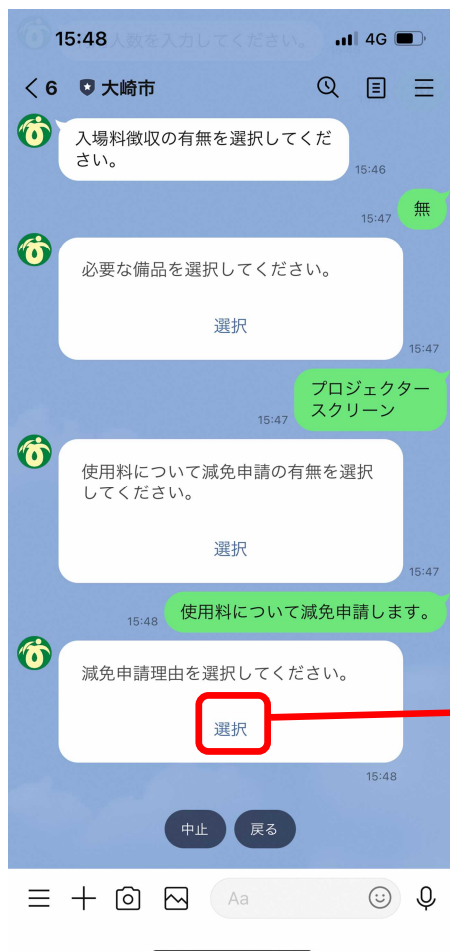 15:48
人数を入力してください。
4G
6
大崎市
入場料徴収の有無を選択してくだ
さい。
15:46
無
15:47
必要な備品を選択してください。
選択
15:47
プロジェクター
スクリーン
15:47
使用料について減免申請の有無を選択
してください。
選択
15:47
使用料について減免申請します。
15:48
減免申請理由を選択してください。
選択
15:48
中止
戻る
Aa